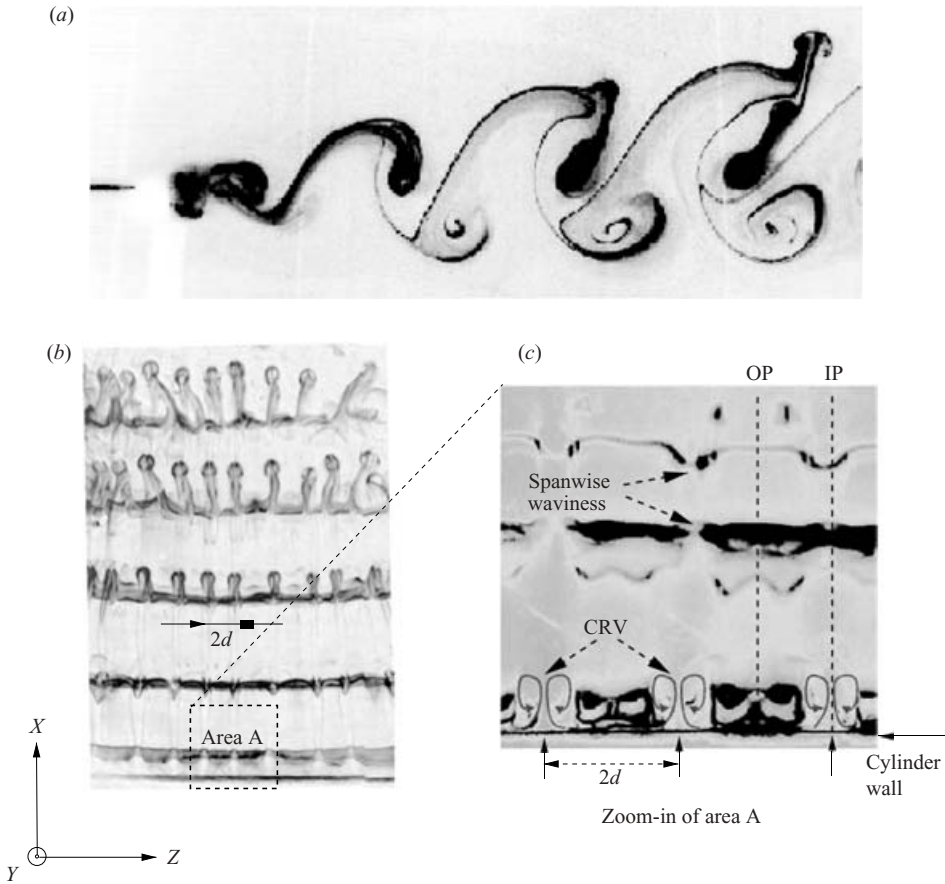 (a)
(b)
(c)
OP
IP
Spanwise
waviness
2d
CRV
X
Area A
2d
Cylinder
wall
Zoom-in of area A
Y
Z